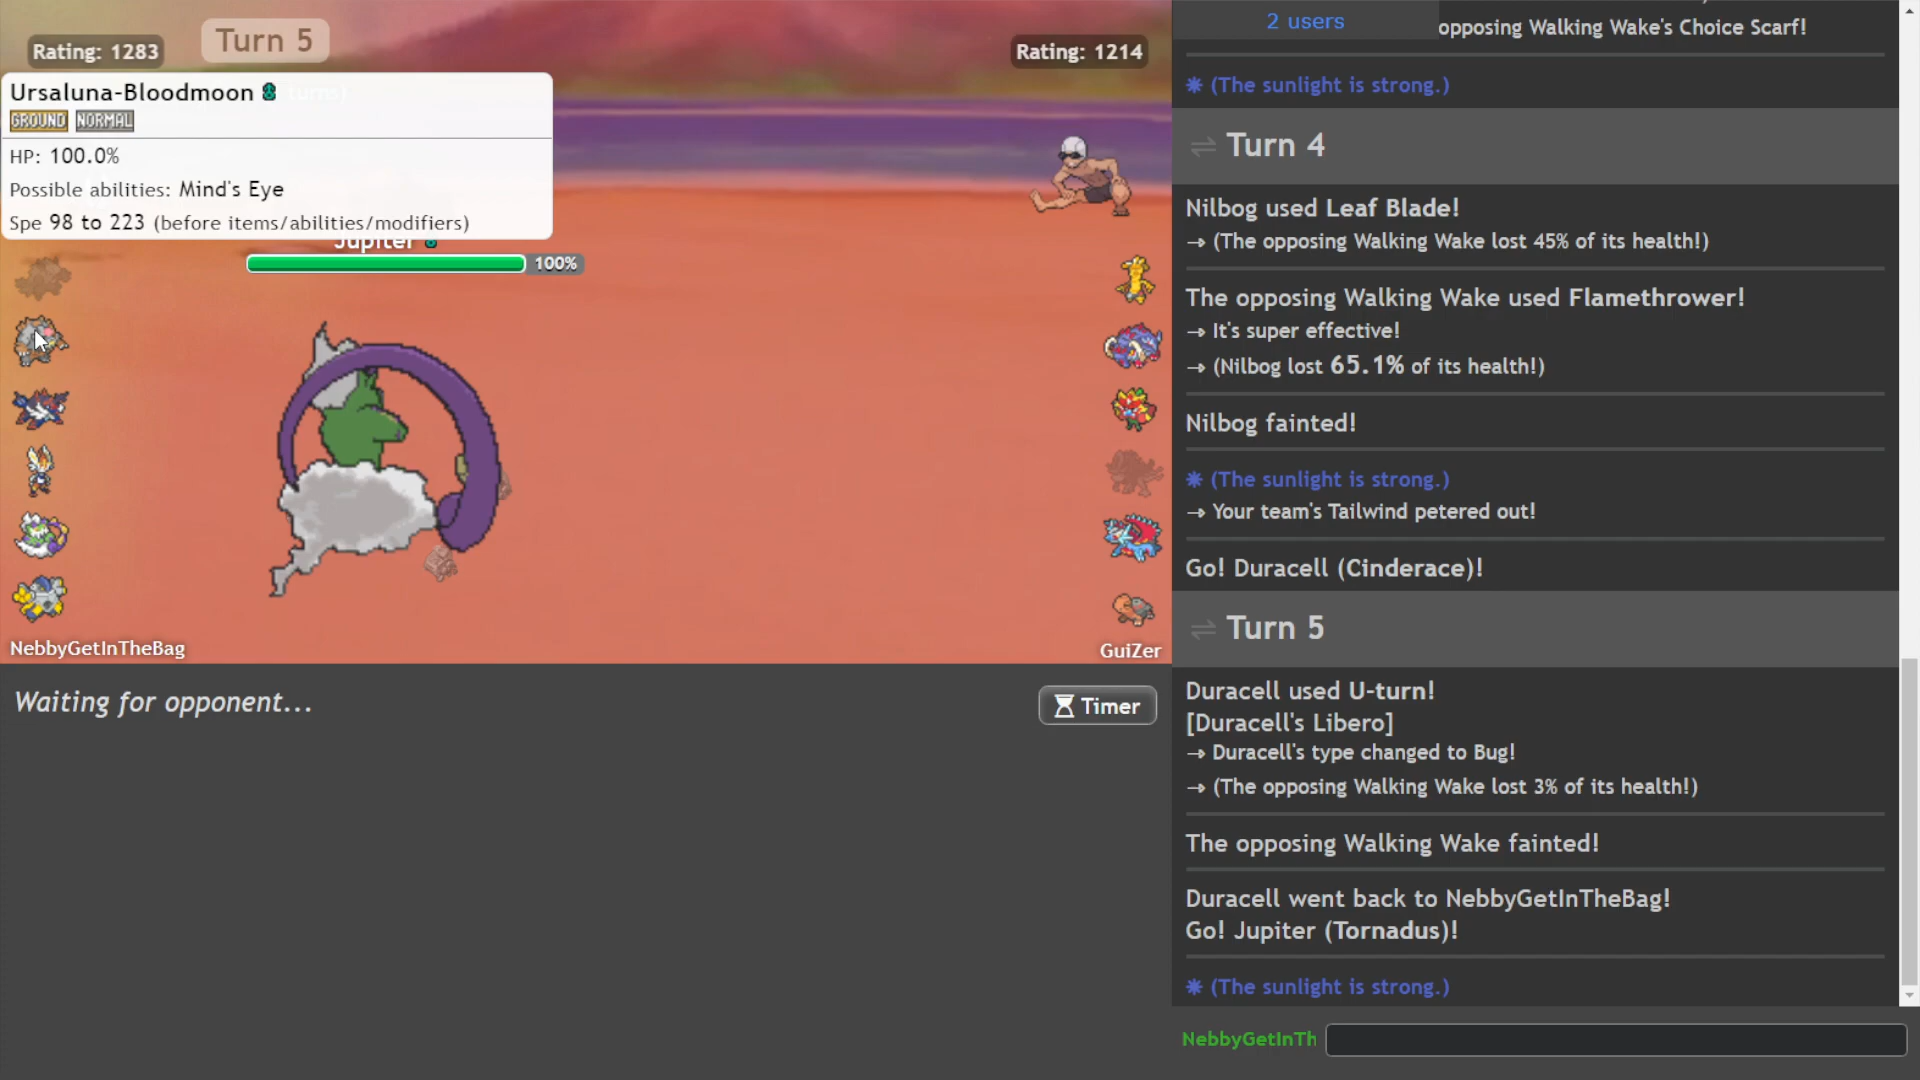 Rating: 1283
Turn 5
Rating: 1214
Ursaluna-Bloodmoon
GROUND NORMAL
HP: 100.0%
Possible abilities: Mind's Eye
Spe 98 to 223 (before items/abilities/modifiers)
Jupiter
100%
NebbyGetInTheBag
GuiZer
Waiting for opponent...
Timer
2 users
opposing Walking Wake's Choice Scarf!
(The sunlight is strong.)
Turn 4
Nilbog used Leaf Blade!
→ (The opposing Walking Wake lost 45% of its health!)
The opposing Walking Wake used Flamethrower!
→ It's super effective!
→ (Nilbog lost 65.1% of its health!)
Nilbog fainted!
(The sunlight is strong.)
→ Your team's Tailwind petered out!
Go! Duracell (Cinderace)!
Turn 5
Duracell used U-turn!
[Duracell's Libero]
→ Duracell's type changed to Bug!
→ (The opposing Walking Wake lost 3% of its health!)
The opposing Walking Wake fainted!
Duracell went back to NebbyGetInTheBag!
Go! Jupiter (Tornadus)!
(The sunlight is strong.)
NebbyGetInTh